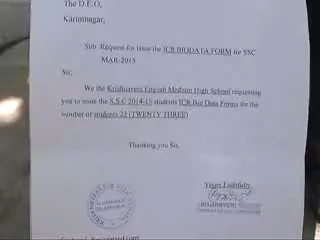 The D.E.O,
Karimnagar,
Sub: Request for issue the ICR BIODATA FORM for SSC
MAR-2015
Sir,
We the Krishnaveni English Medium High School requesting
you to issue the S.S.C 2014-15 students ICR Bio Data Forms for the
number of students 23 (TWENTY THREE)
Thanking you Sir,
Yours Faithfully,